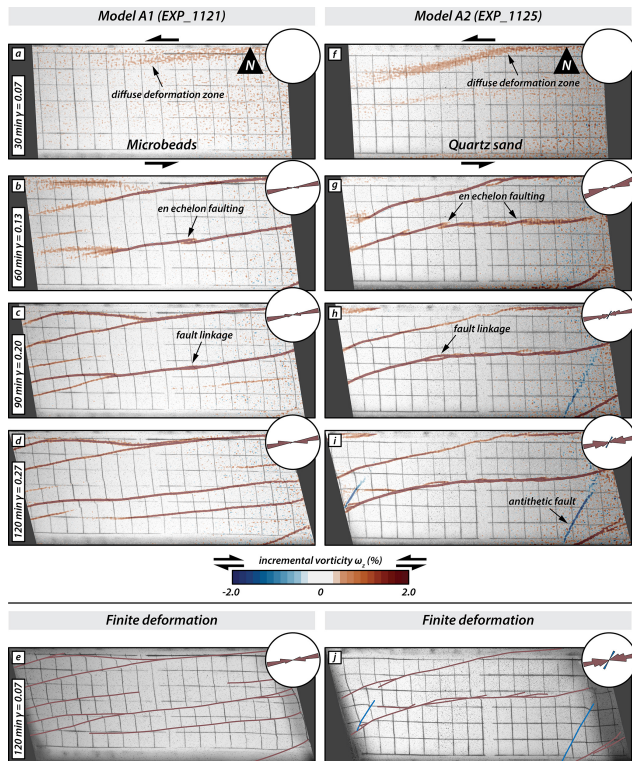 Model A1 (EXP_1121)
Model A2 (EXP_1125)
a
N
diffuse deformation zone
Microbeads
30 min γ = 0.07
f
N
diffuse deformation zone
Quartz sand
b
en echelon faulting
60 min γ = 0.13
g
en echelon faulting
c
fault linkage
90 min γ = 0.20
h
fault linkage
d
120 min γ = 0.27
i
antithetic fault
incremental vorticity ωz (%)
-2.0 0 2.0
Finite deformation
Finite deformation
e
120 min γ = 0.07
j